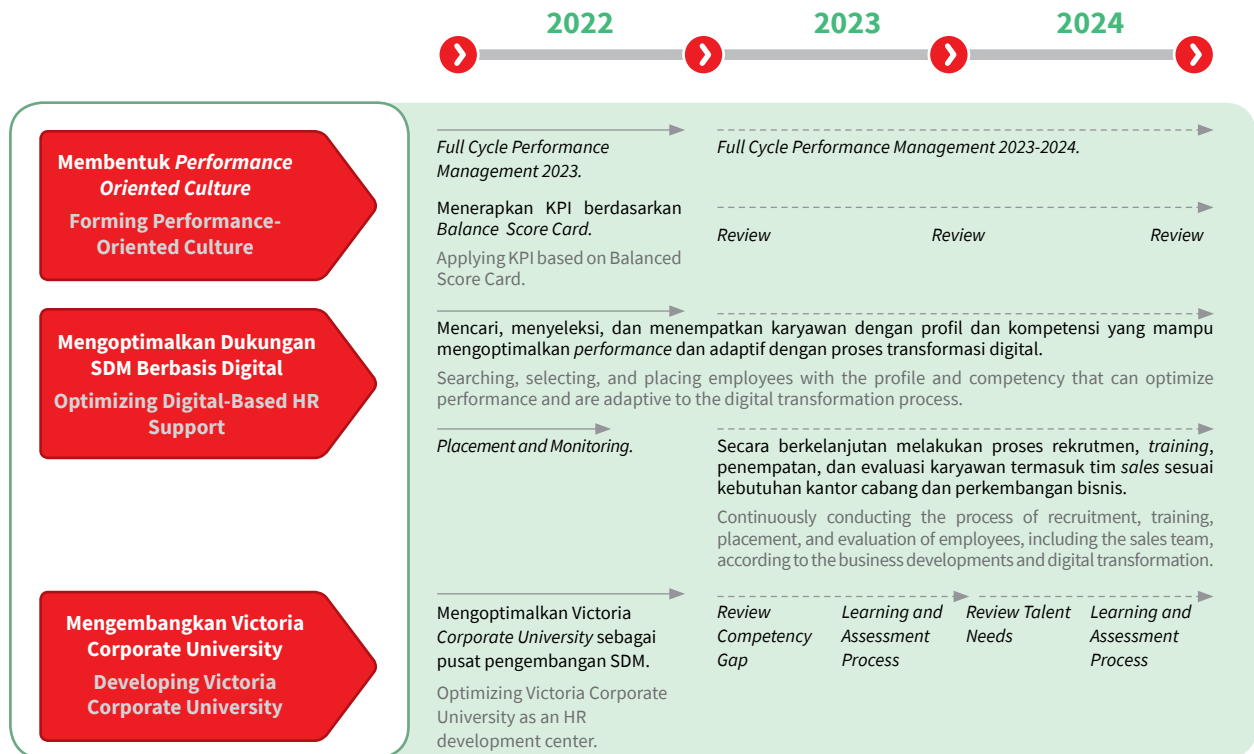 2022
2023
2024
Membentuk Performance
Oriented Culture
Forming Performance-
Oriented Culture
Full Cycle Performance
Management 2023.
Full Cycle Performance Management 2023-2024.
Menerapkan KPI berdasarkan
Balance Score Card.
Applying KPI based on Balanced
Score Card.
Review
Review
Review
Mengoptimalkan Dukungan
SDM Berbasis Digital
Optimizing Digital-Based HR
Support
Mencari, menyeleksi, dan menempatkan karyawan dengan profil dan kompetensi yang mampu
mengoptimalkan performance dan adaptif dengan proses transformasi digital.
Searching, selecting, and placing employees with the profile and competency that can optimize
performance and are adaptive to the digital transformation process.
Placement and Monitoring.
Secara berkelanjutan melakukan proses rekrutmen, training,
penempatan, dan evaluasi karyawan termasuk tim sales sesuai
kebutuhan kantor cabang dan perkembangan bisnis.
Continuously conducting the process of recruitment, training,
placement, and evaluation of employees, including the sales team,
according to the business developments and digital transformation.
Mengembangkan Victoria
Corporate University
Developing Victoria
Corporate University
Mengoptimalkan Victoria
Corporate University sebagai
pusat pengembangan SDM.
Optimizing Victoria Corporate
University as an HR
development center.
Review
Competency
Gap
Learning and
Assessment
Process
Review Talent
Needs
Learning and
Assessment
Process